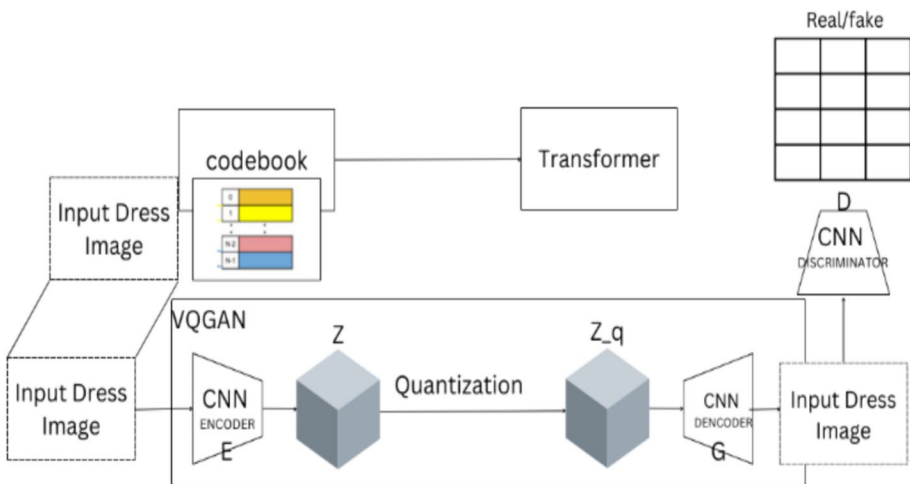 Real/fake
codebook
Transformer
0
1
N-2
N-1
Input Dress
Image
D
CNN
DISCRIMINATOR
VQGAN
Z
Z_q
Input Dress
Image
CNN
ENCODER
E
Quantization
CNN
DENCODER
G
Input Dress
Image